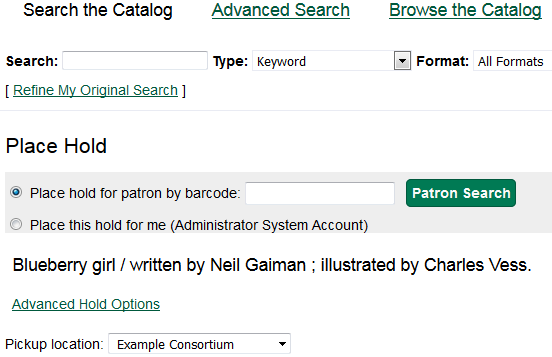 Search the Catalog Advanced Search Browse the Catalog
Search: Type: Keyword Format: All Formats
[ Refine My Original Search ]
Place Hold
Place hold for patron by barcode: Patron Search
Place this hold for me (Administrator System Account)
Blueberry girl / written by Neil Gaiman ; illustrated by Charles Vess.
Advanced Hold Options
Pickup location: Example Consortium